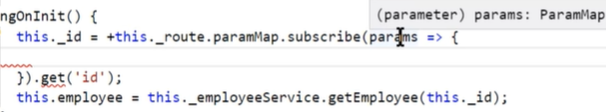 ngOnInit() {
(parameter) params: ParamMap
this._id = +this._route.paramMap.subscribe(params => {
}).get('id');
this.employee = this._employeeService.getEmployee(this._id);